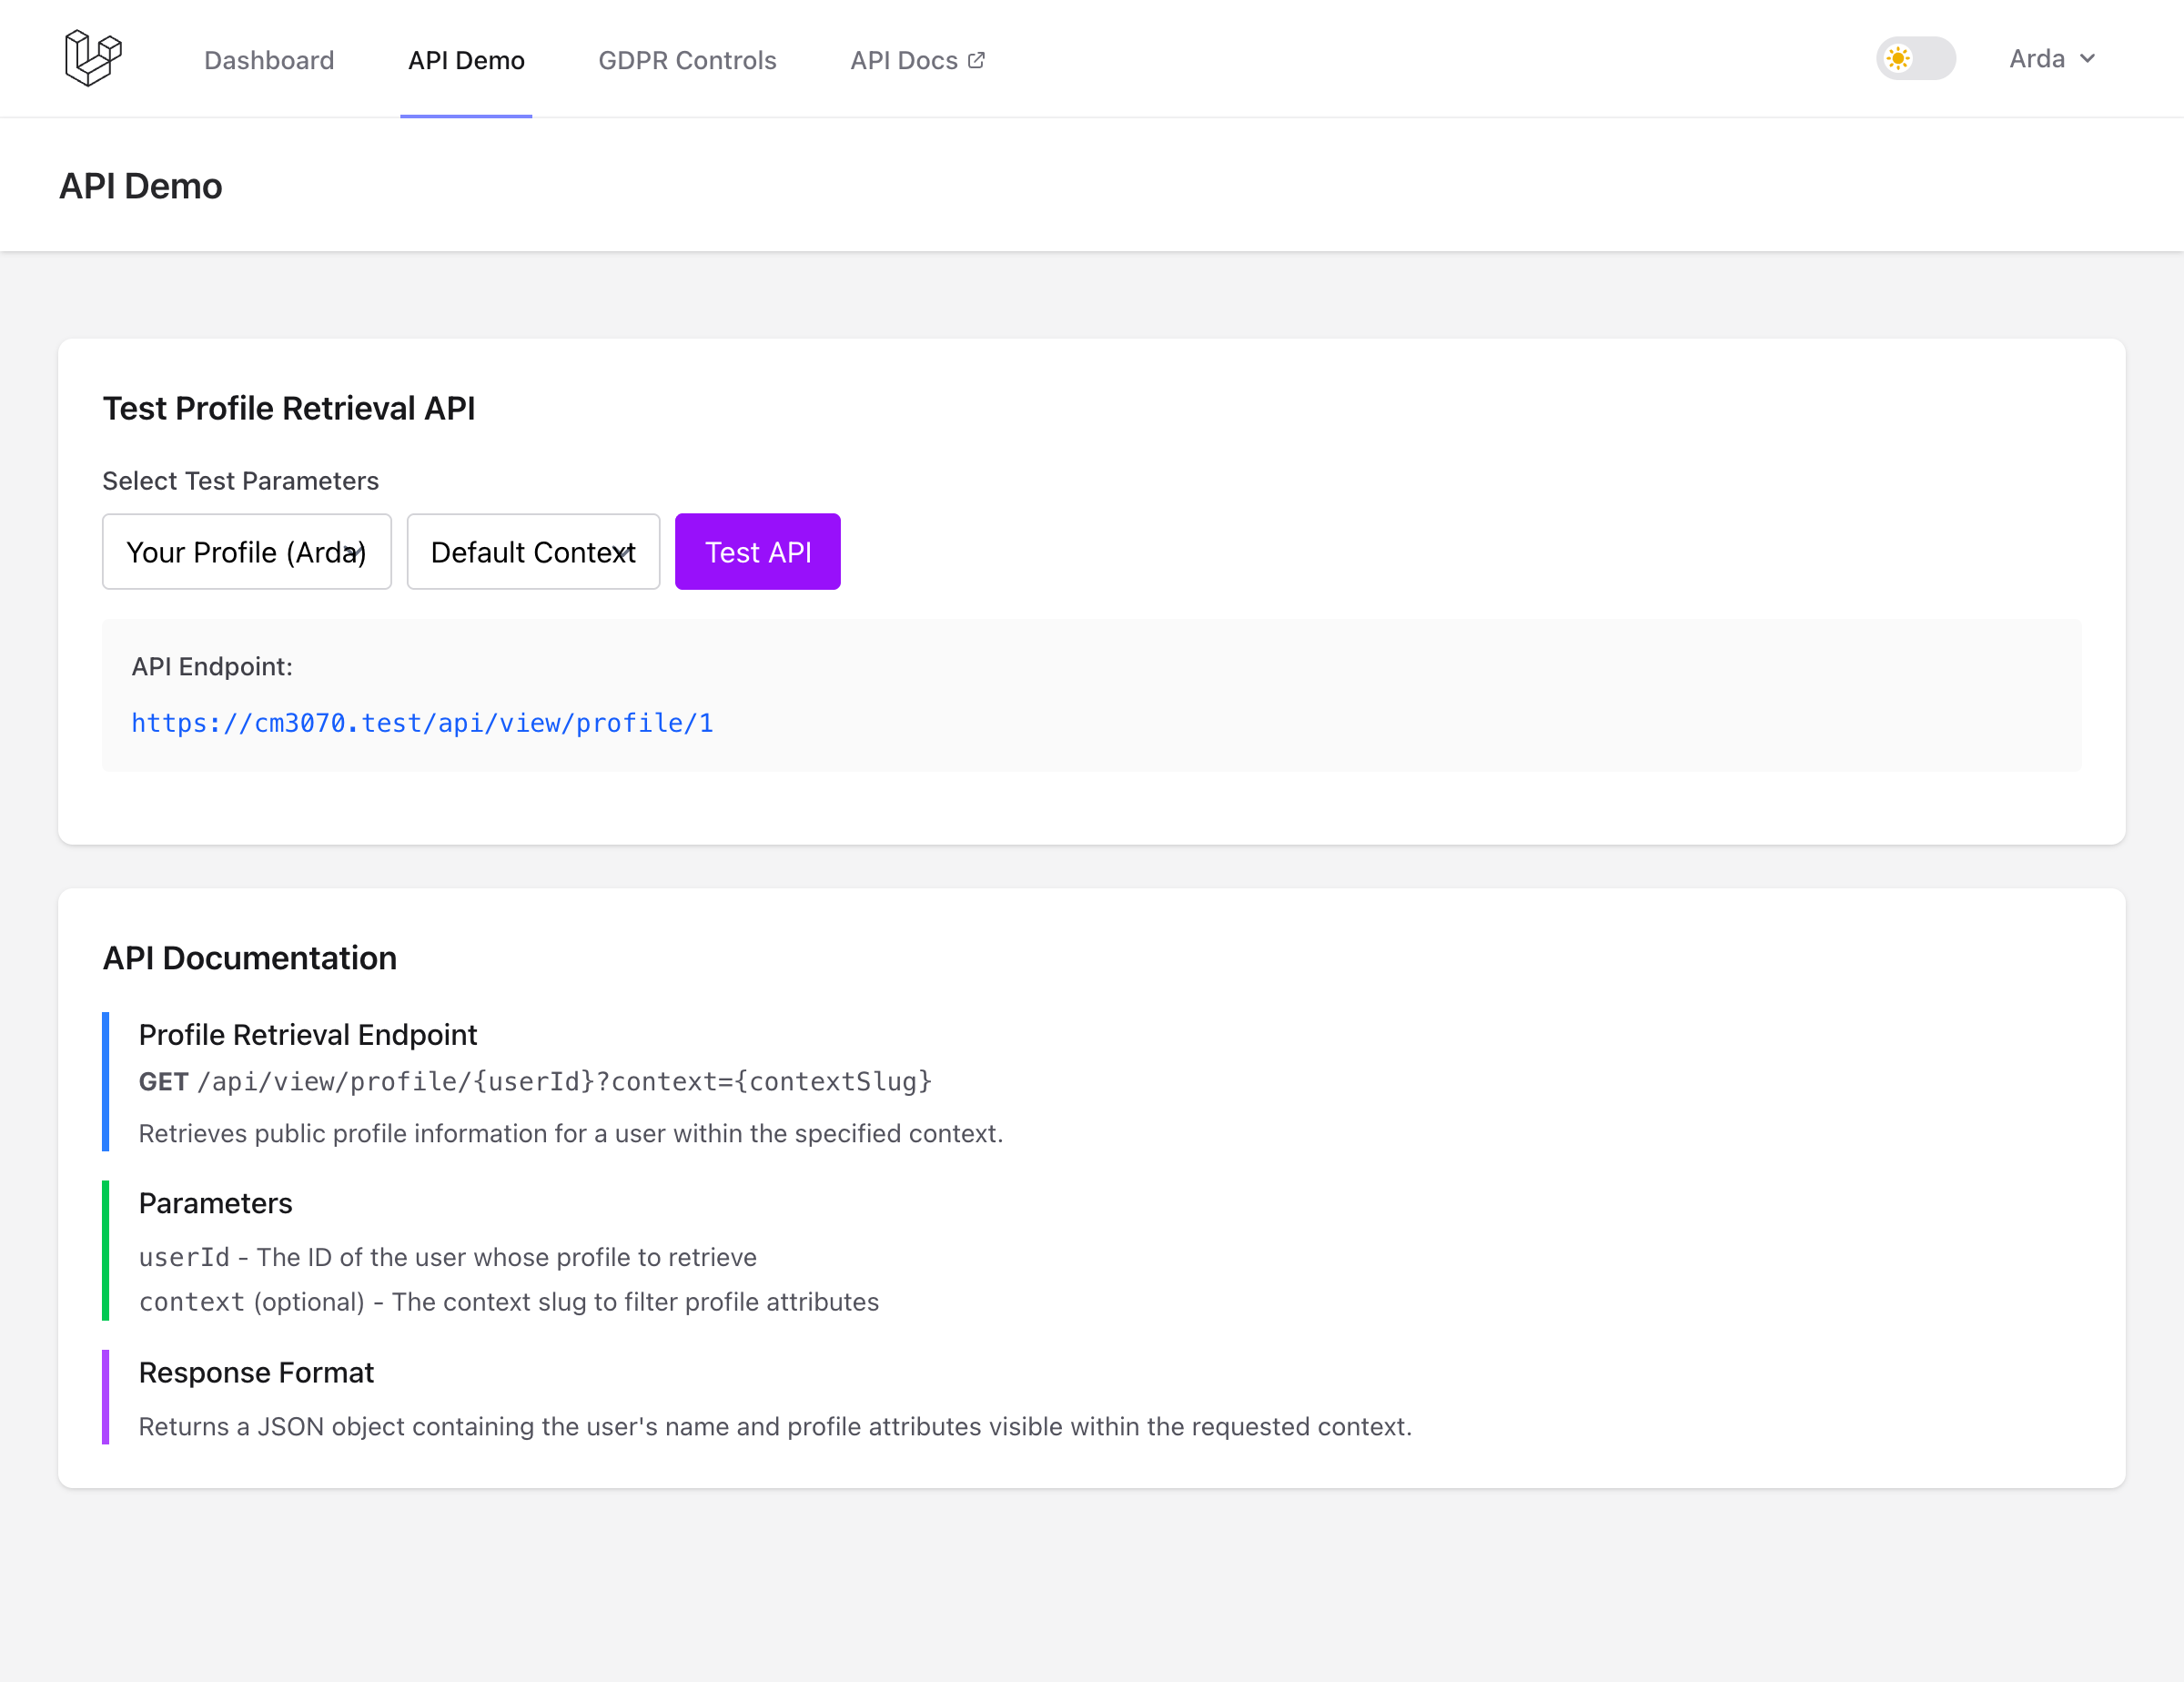 Dashboard API Demo GDPR Controls API Docs Arda
API Demo
Test Profile Retrieval API
Select Test Parameters
Your Profile (Arda) Default Context Test API
API Endpoint:
https://cm3070.test/api/view/profile/1
API Documentation
Profile Retrieval Endpoint
GET /api/view/profile/{userId}?context={contextSlug}
Retrieves public profile information for a user within the specified context.
Parameters
userId - The ID of the user whose profile to retrieve
context (optional) - The context slug to filter profile attributes
Response Format
Returns a JSON object containing the user's name and profile attributes visible within the requested context.